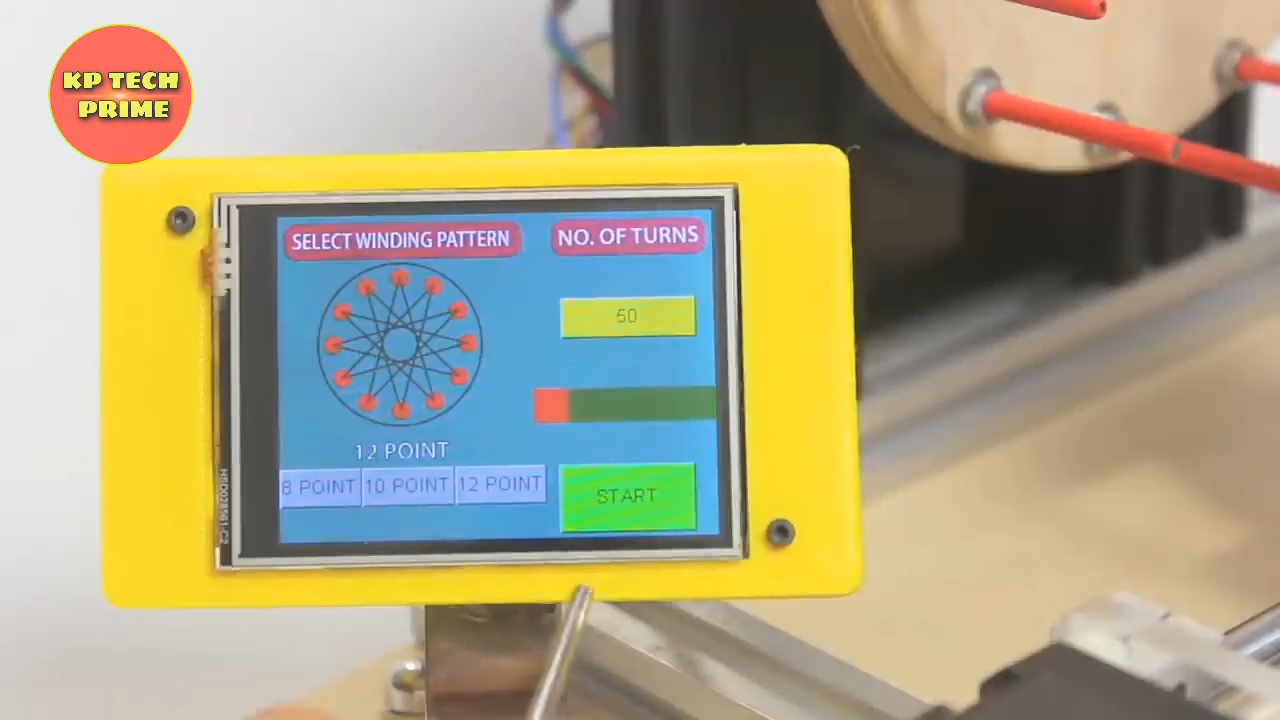 KP TECH
PRIME
SELECT WINDING PATTERN
NO. OF TURNS
50
12 POINT
8 POINT
10 POINT
12 POINT
START